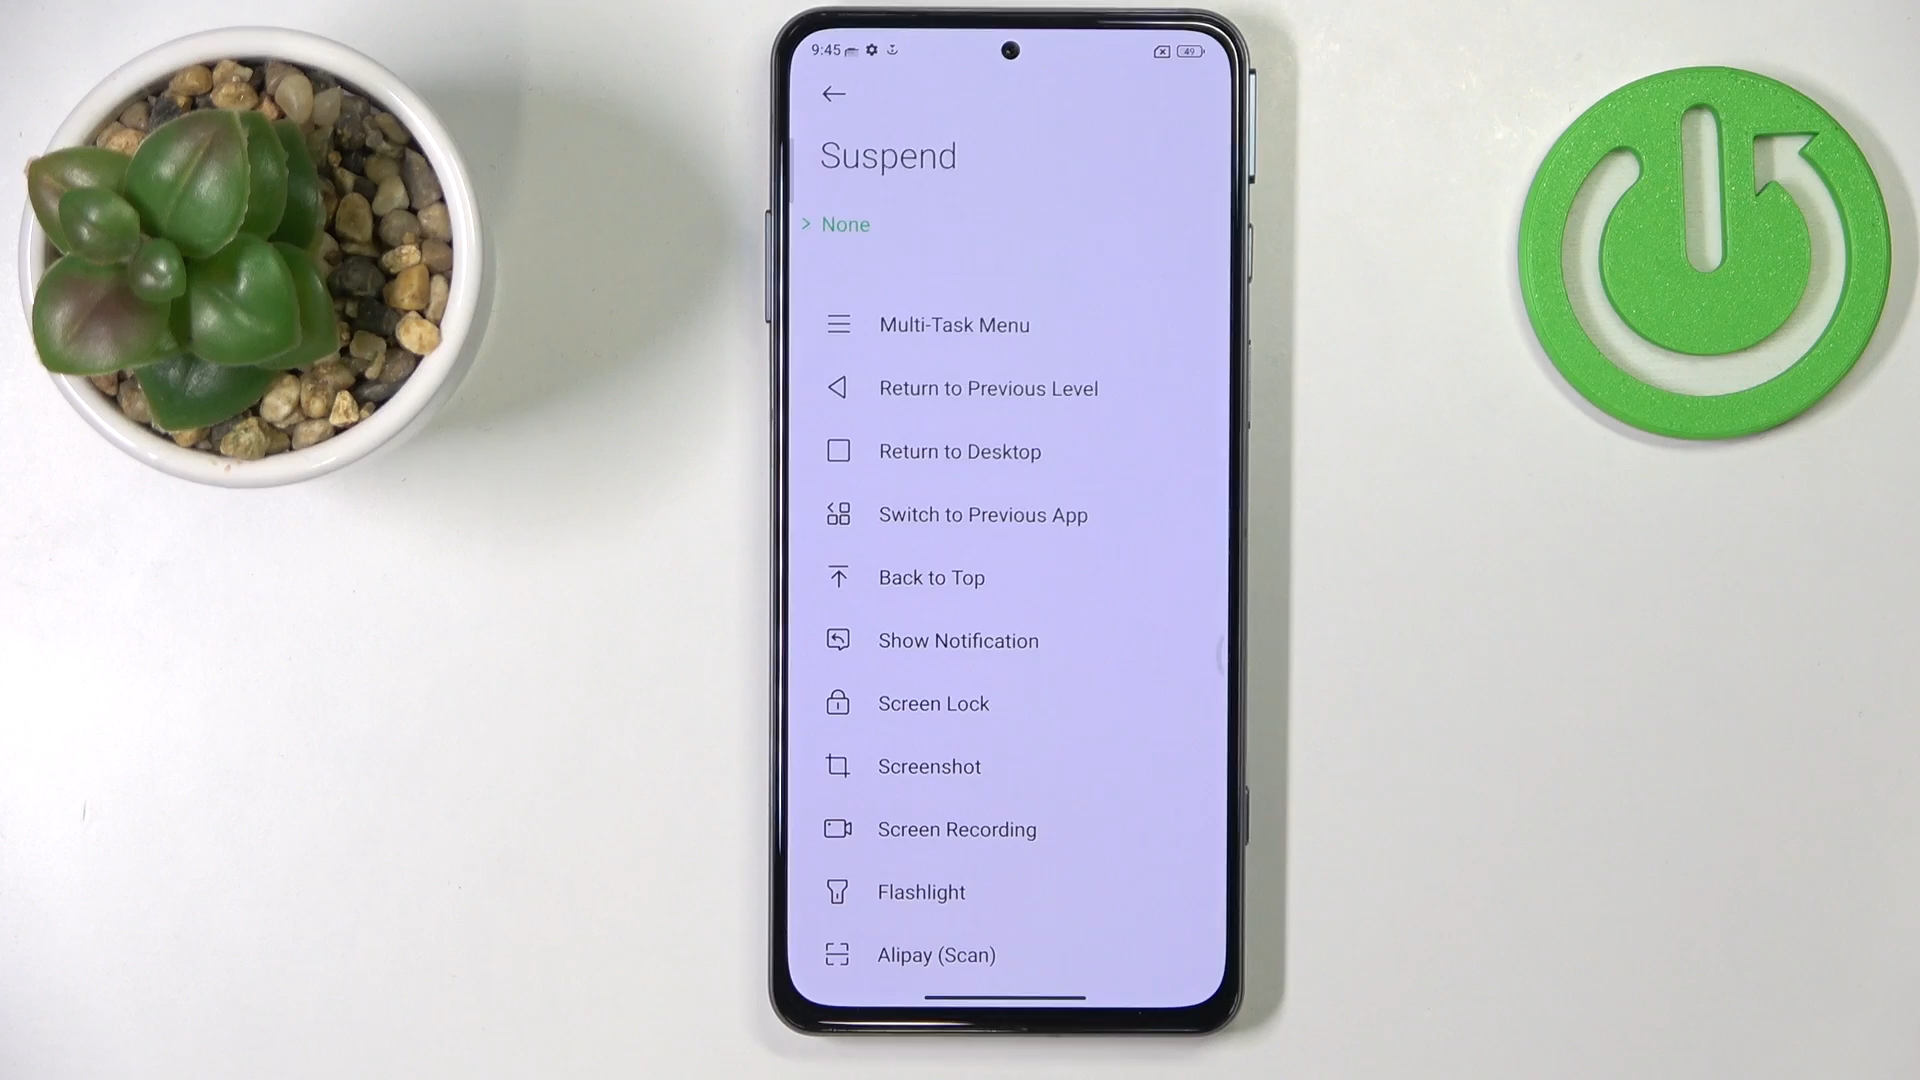 9:45
49
Suspend
> None
Multi-Task Menu
Return to Previous Level
Return to Desktop
Switch to Previous App
Back to Top
Show Notification
Screen Lock
Screenshot
Screen Recording
Flashlight
Alipay (Scan)